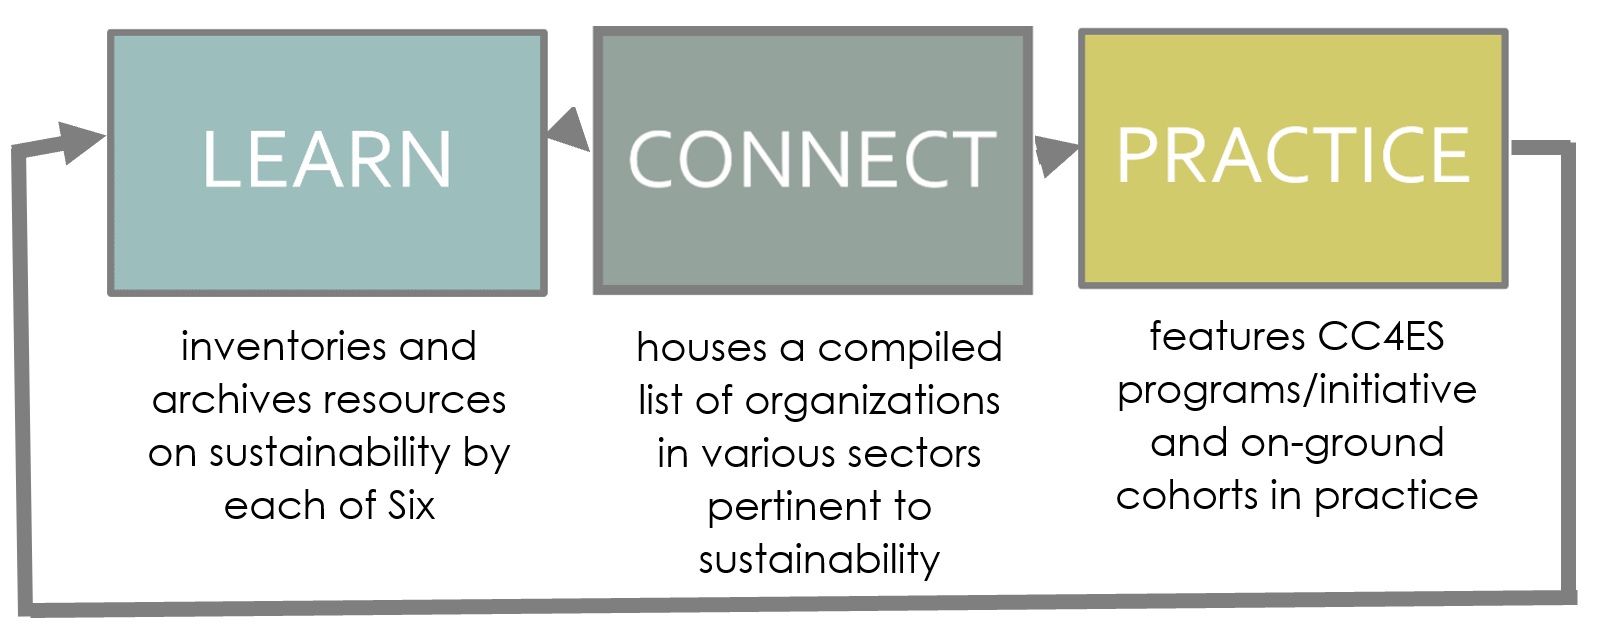 LEARN
CONNECT
PRACTICE
inventories and
archives resources
on sustainability by
each of Six
houses a compiled
list of organizations
in various sectors
pertinent to
sustainability
features CC4ES
programs/initiative
and on-ground
cohorts in practice